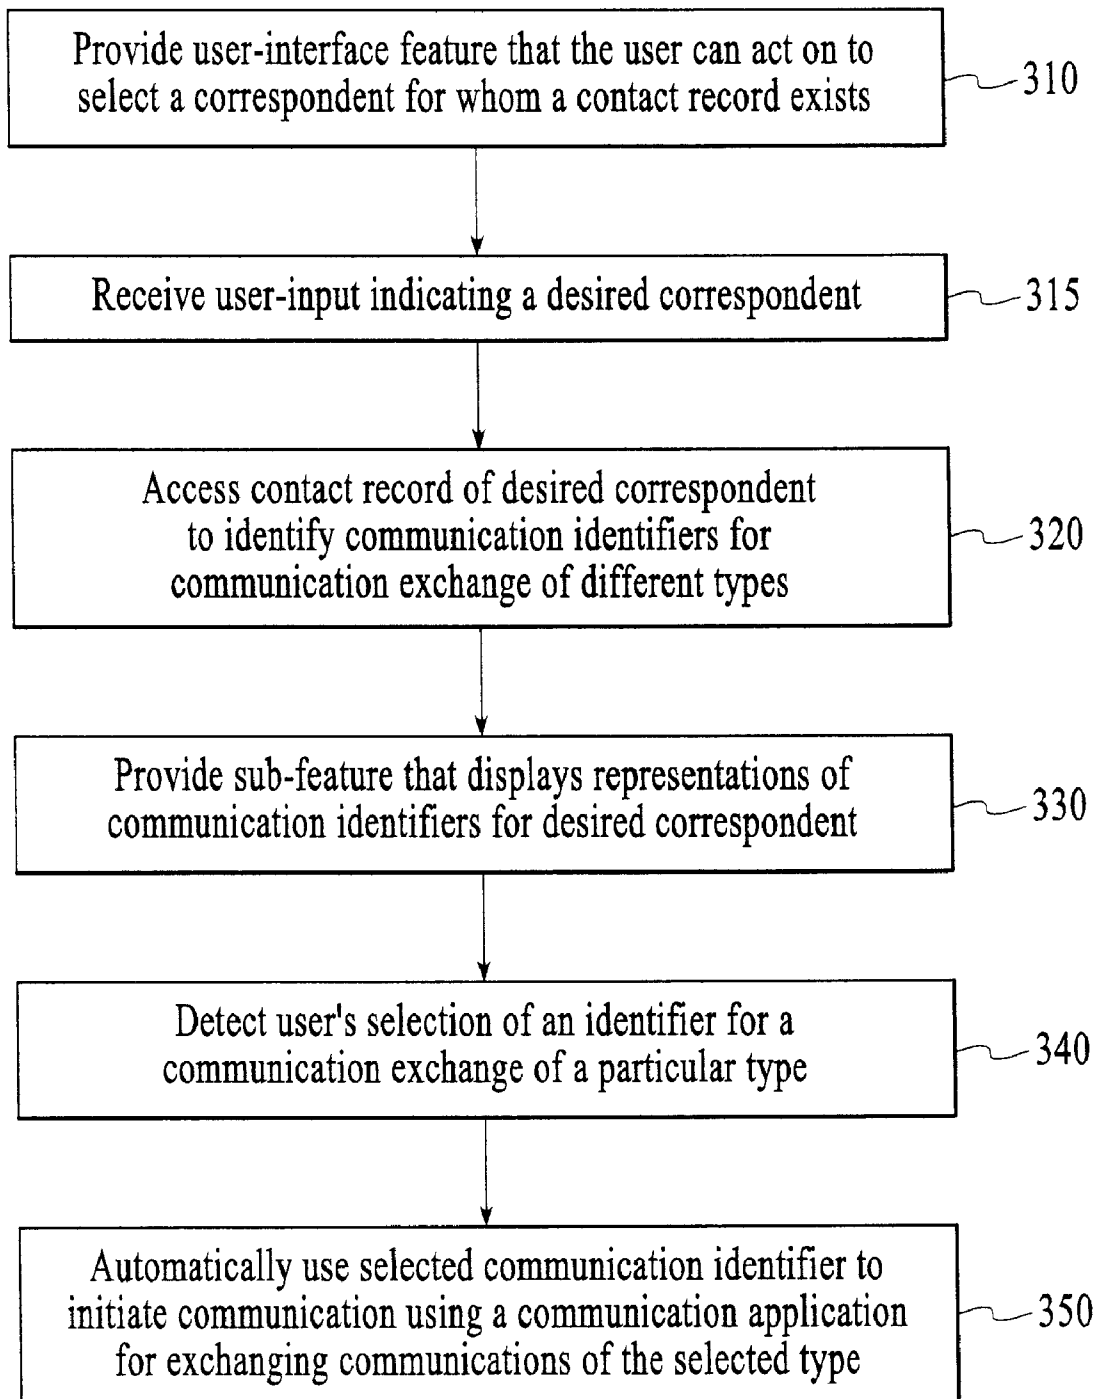 Provide user-interface feature that the user can act on to
select a correspondent for whom a contact record exists
310
Receive user-input indicating a desired correspondent
315
Access contact record of desired correspondent
to identify communication identifiers for
communication exchange of different types
320
Provide sub-feature that displays representations of
communication identifiers for desired correspondent
330
Detect user's selection of an identifier for a
communication exchange of a particular type
340
Automatically use selected communication identifier to
initiate communication using a communication application
for exchanging communications of the selected type
350